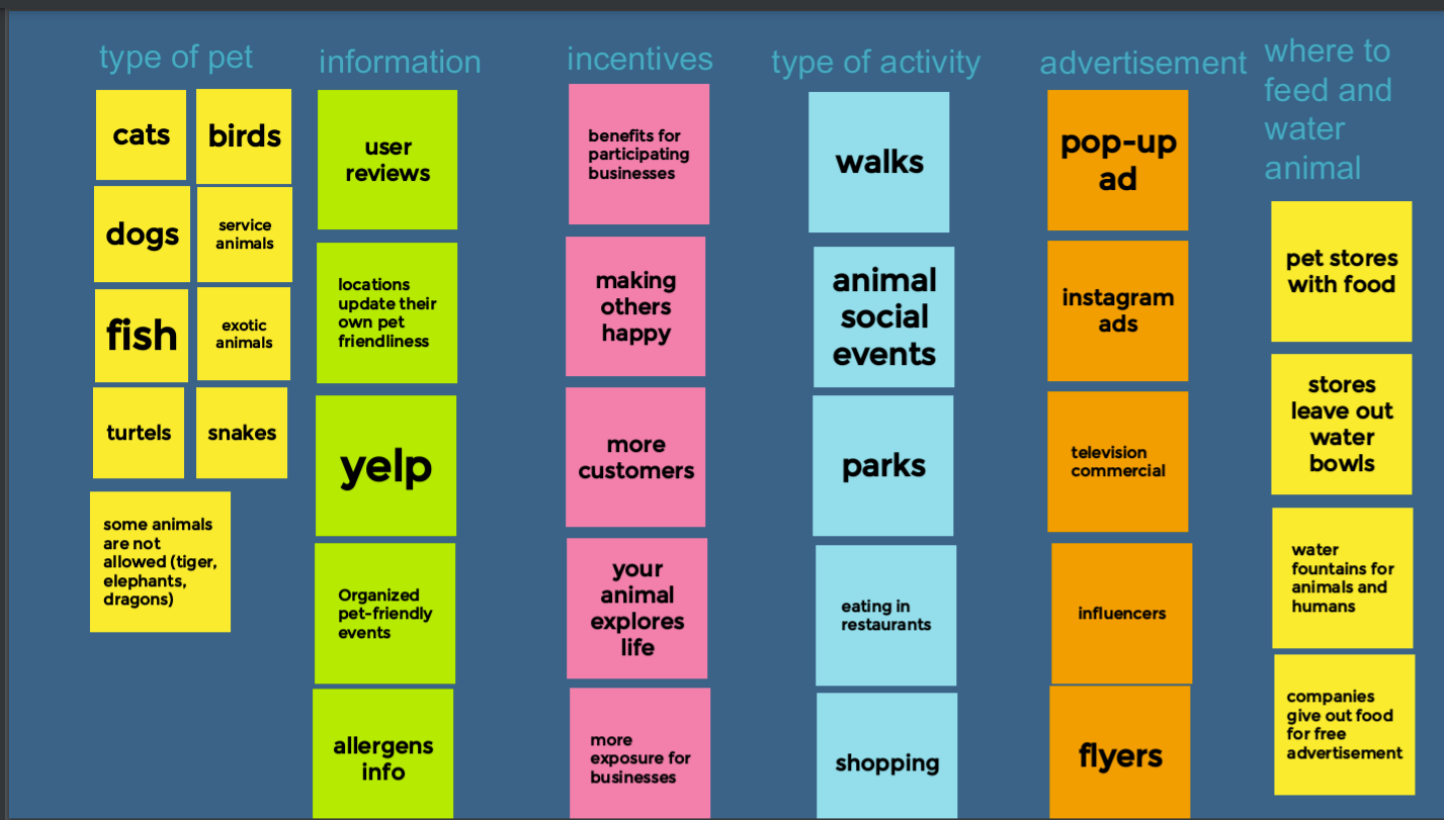 type of pet
cats
birds
dogs
service
animals
fish
exotic
animals
turtels
snakes
some animals
are not
allowed (tiger,
elephants,
dragons)
information
user
reviews
locations
update their
own pet
friendliness
yelp
Organized
pet-friendly
events
allergens
info
incentives
benefits for
participating
businesses
making
others
happy
more
customers
your
animal
explores
life
more
exposure for
businesses
type of activity
walks
animal
social
events
parks
eating in
restaurants
shopping
advertisement
pop-up
ad
instagram
ads
television
commercial
influencers
flyers
where to
feed and
water
animal
pet stores
with food
stores
leave out
water
bowls
water
fountains for
animals and
humans
companies
give out food
for free
advertisement